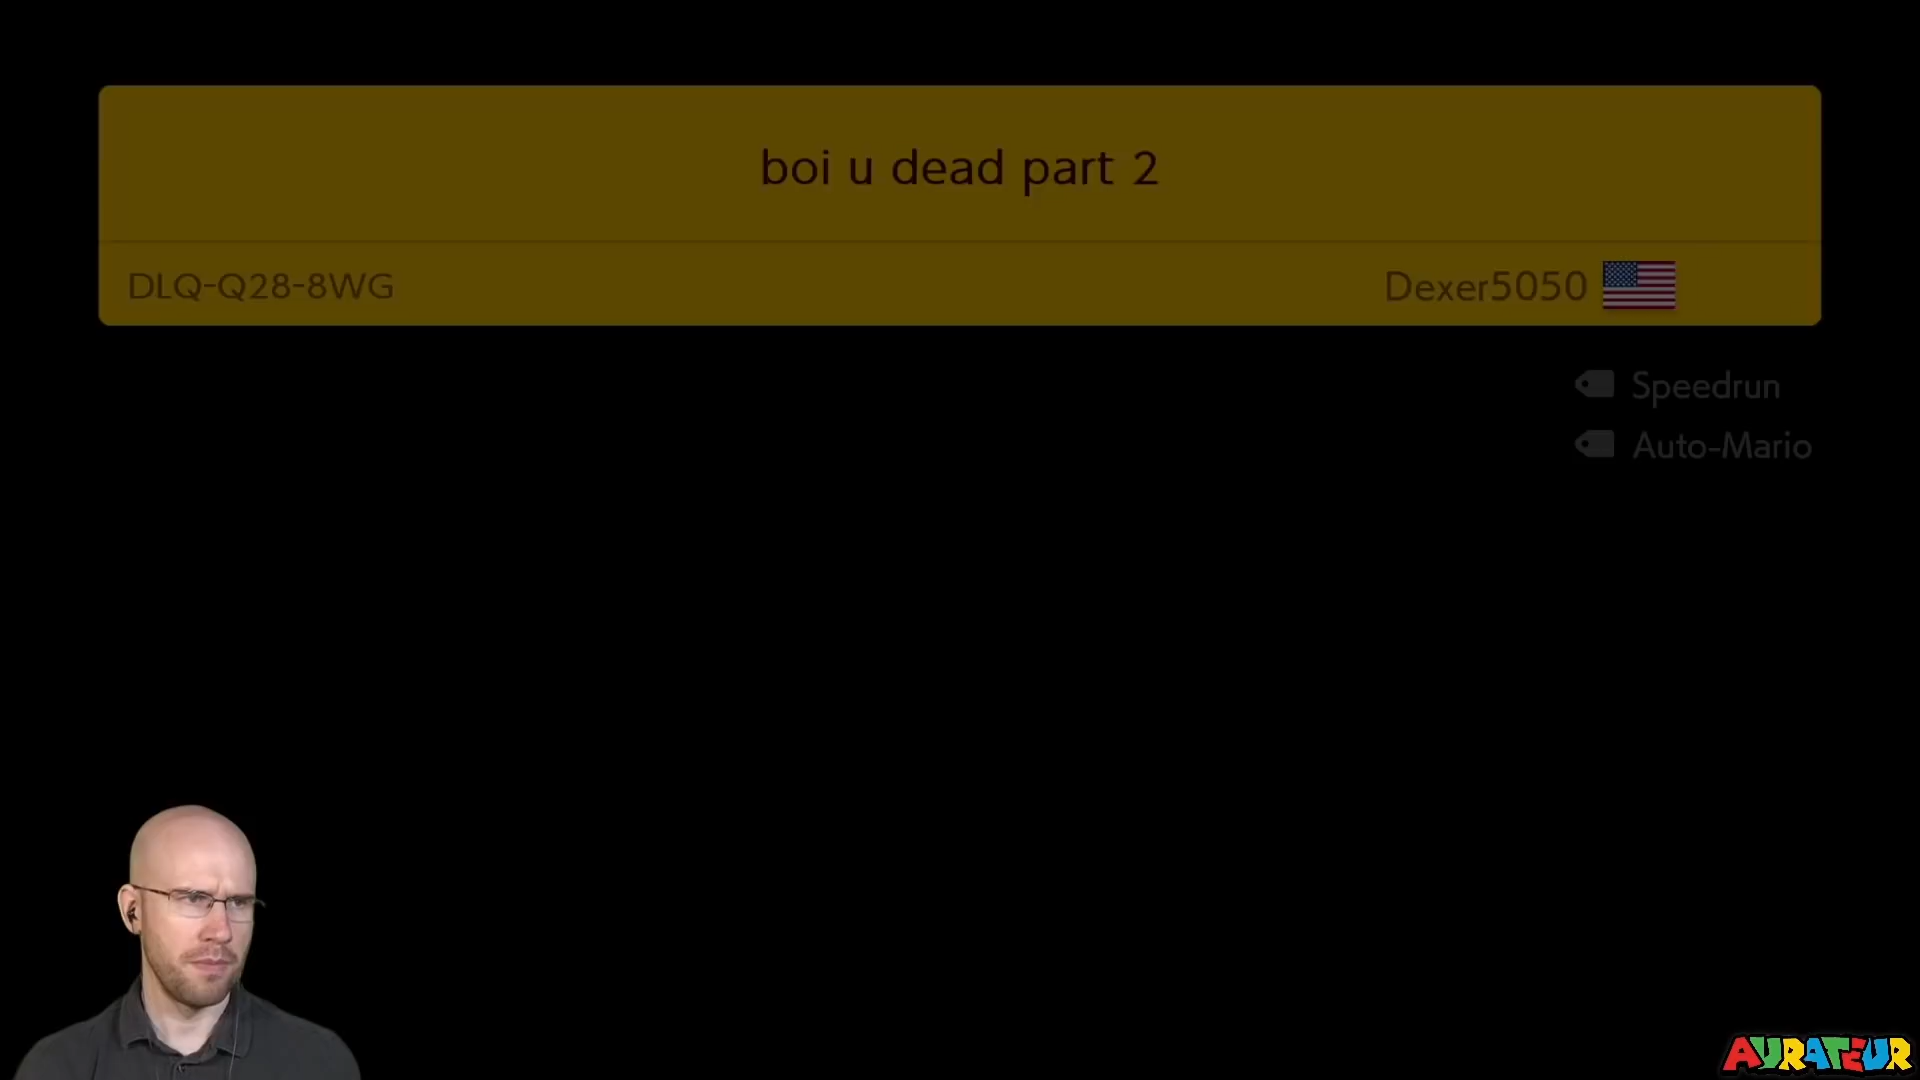 boi u dead part 2
DLQ-Q28-8WG
Dexer5050
Speedrun
Auto-Mario
AURATEUR